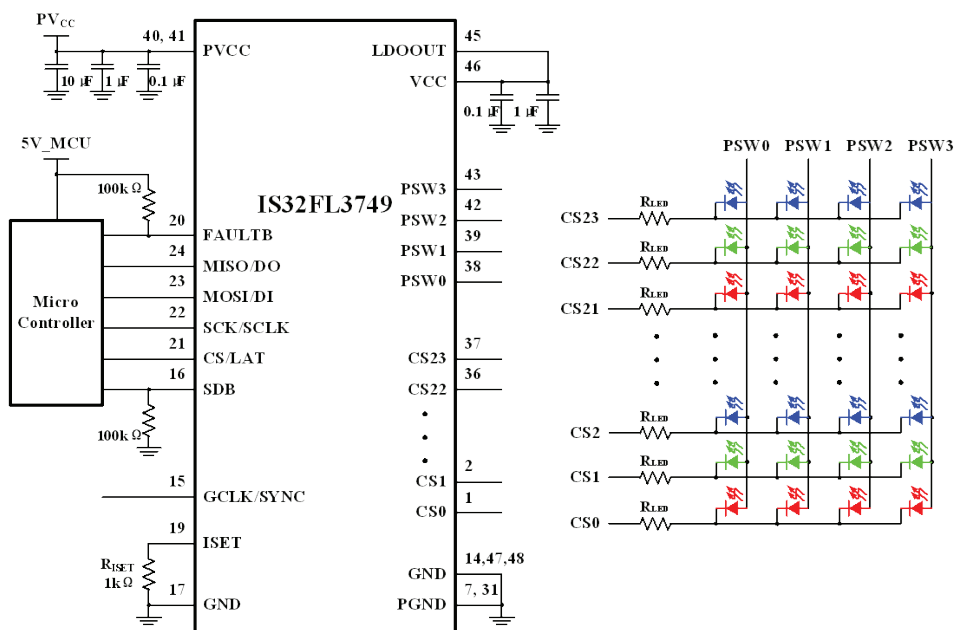 PVCC
40, 41
PVCC
10 μF
1 μF
0.1 μF
45
LDOOUT
46
VCC
0.1 μF
1 μF
5V_MCU
100kΩ
IS32FL3749
20
FAULTB
24
MISO/DO
23
MOSI/DI
22
SCK/SCLK
21
CS/LAT
16
SDB
Micro
Controller
100kΩ
15
GCLK/SYNC
19
ISET
RISET
1kΩ
17
GND
43
PSW3
42
PSW2
39
PSW1
38
PSW0
37
CS23
36
CS22
2
CS1
1
CS0
14,47,48
GND
7, 31
PGND
PSW0 PSW1 PSW2 PSW3
CS23 RLED
CS22 RLED
CS21 RLED
CS2 RLED
CS1 RLED
CS0 RLED